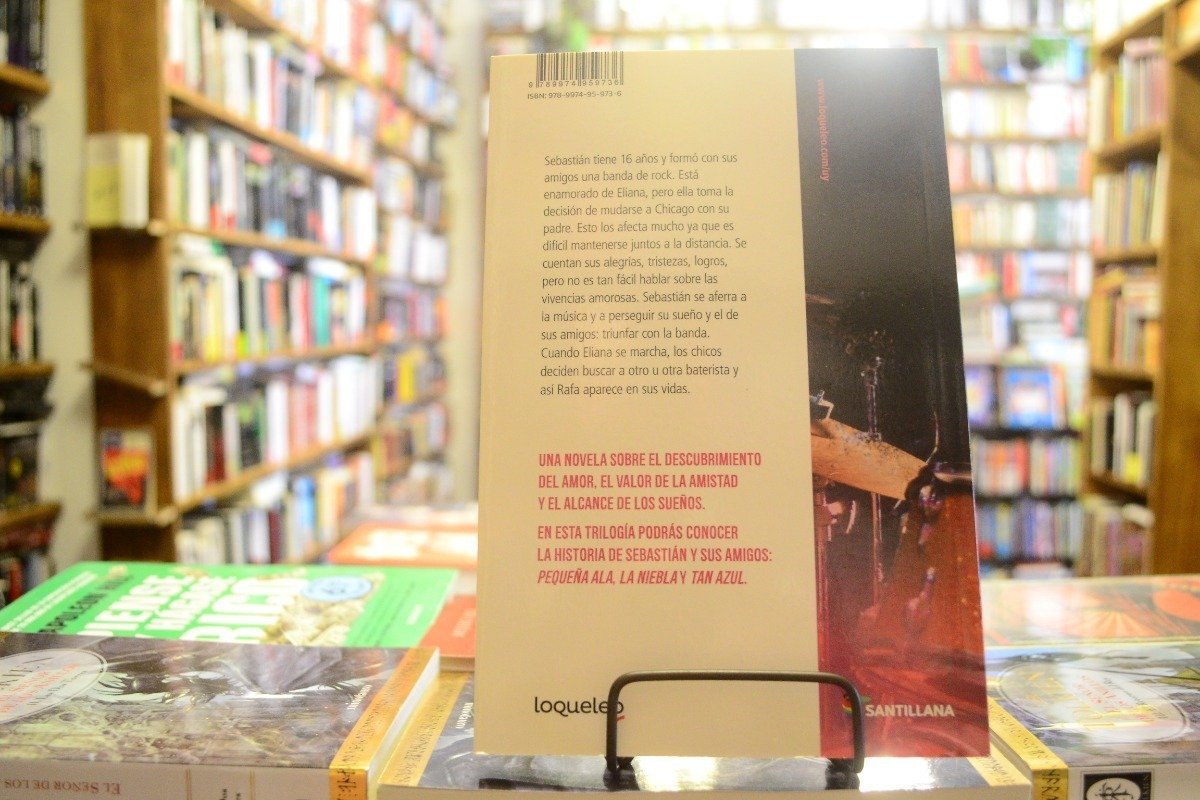 9789974959736
ISBN: 978-9974-95-973-6
www.loqueleo.com/uy
Sebastián tiene 16 años y formó con sus
amigos una banda de rock. Está
enamorado de Eliana, pero ella toma la
decisión de mudarse a Chicago con su
padre. Esto los afecta mucho ya que es
difícil mantenerse juntos a la distancia. Se
cuentan sus alegrías, tristezas, logros,
pero no es tan fácil hablar sobre las
vivencias amorosas. Sebastián se aferra a
la música y a perseguir su sueño y el de
sus amigos: triunfar con la banda.
Cuando Eliana se marcha, los chicos
deciden buscar a otro u otra baterista y
así Rafa aparece en sus vidas.
UNA NOVELA SOBRE EL DESCUBRIMIENTO
DEL AMOR, EL VALOR DE LA AMISTAD
Y EL ALCANCE DE LOS SUEÑOS.
EN ESTA TRILOGÍA PODRÁS CONOCER
LA HISTORIA DE SEBASTIÁN Y SUS AMIGOS:
PEQUEÑA ALA, LA NIEBLA Y TAN AZUL.
loqueleo
SANTILLANA
EL SEÑOR DE LOS
minotauro